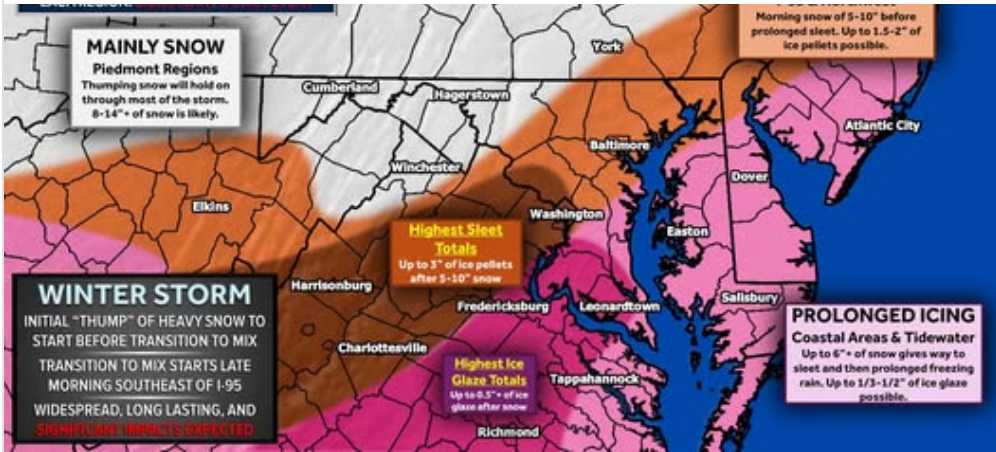 MAINLY SNOW
Piedmont Regions
Thumping snow will hold on
through most of the storm.
8-14"+ of snow is likely.
Morning snow of 5-10" before
prolonged sleet. Up to 1.5-2" of
ice pellets possible.
York
Cumberland
Hagerstown
Atlantic City
Baltimore
Winchester
Dover
Elkins
Washington
Easton
Highest Sleet
Totals
Up to 3" of ice pellets
after 5-10" snow
Harrisonburg
Salisbury
Fredericksburg
Leonardtown
WINTER STORM
INITIAL "THUMP" OF HEAVY SNOW TO
START BEFORE TRANSITION TO MIX
TRANSITION TO MIX STARTS LATE
MORNING SOUTHEAST OF I-95
WIDESPREAD, LONG LASTING, AND
SIGNIFICANT IMPACTS EXPECTED
PROLONGED ICING
Coastal Areas & Tidewater
Up to 6"+ of snow gives way to
sleet and then prolonged freezing
rain. Up to 1/3-1/2" of ice glaze
possible.
Charlottesville
Highest Ice
Glaze Totals
Up to 0.5"+ of ice
glaze after snow
Tappahannock
Richmond